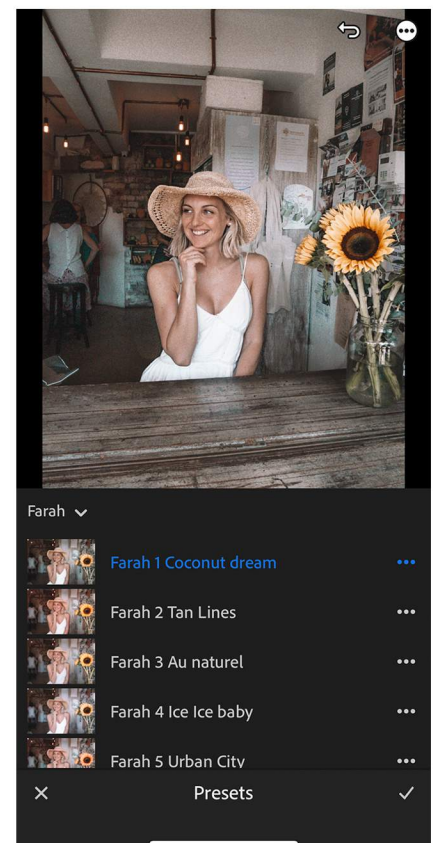 Farah
Farah 1 Coconut dream
Farah 2 Tan Lines
Farah 3 Au naturel
Farah 4 Ice Ice baby
Farah 5 Urban City
Presets